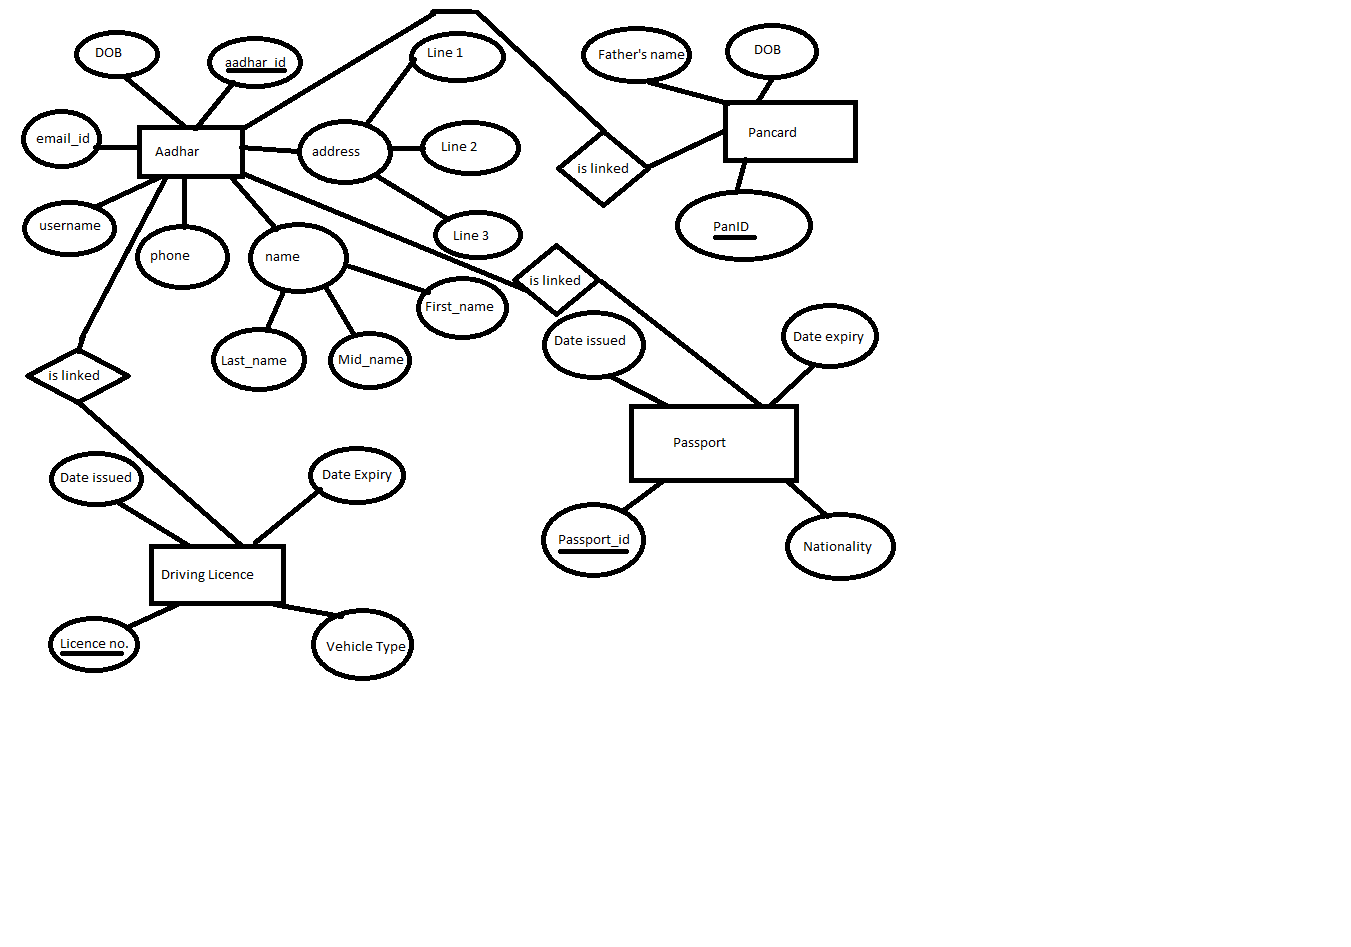 DOB
aadhar_id
Line 1
Father's name
DOB
email_id
Aadhar
address
Line 2
Pancard
is linked
username
phone
name
Line 3
PanID
is linked
First_name
Last_name
Mid_name
Date issued
Date expiry
is linked
Passport
Date issued
Date Expiry
Passport_id
Nationality
Driving Licence
Licence no.
Vehicle Type